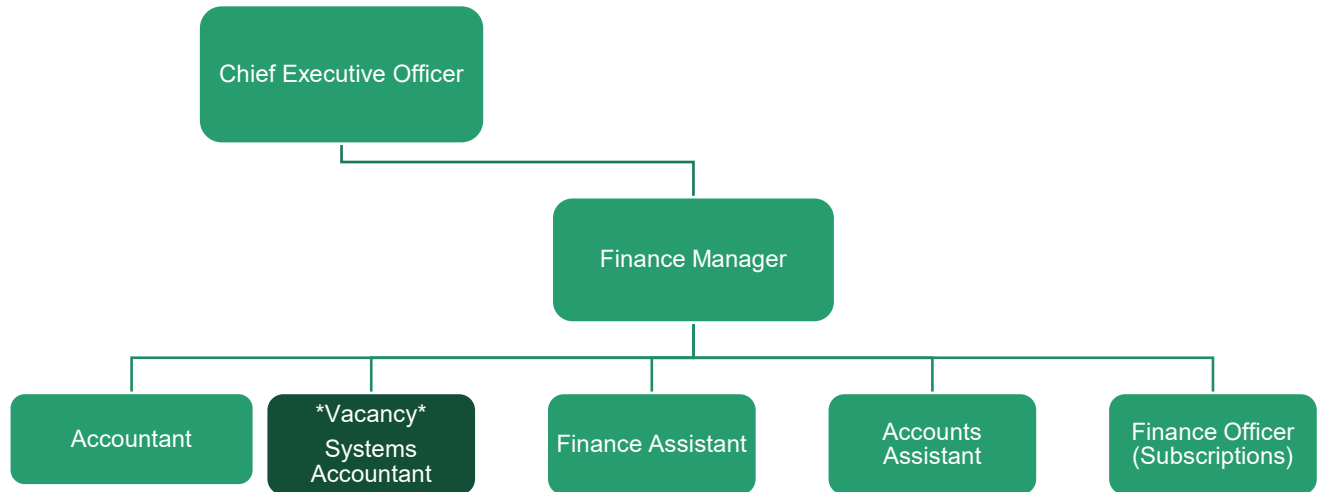 Chief Executive Officer
Finance Manager
Accountant
*Vacancy*
Systems
Accountant
Finance Assistant
Accounts
Assistant
Finance Officer
(Subscriptions)